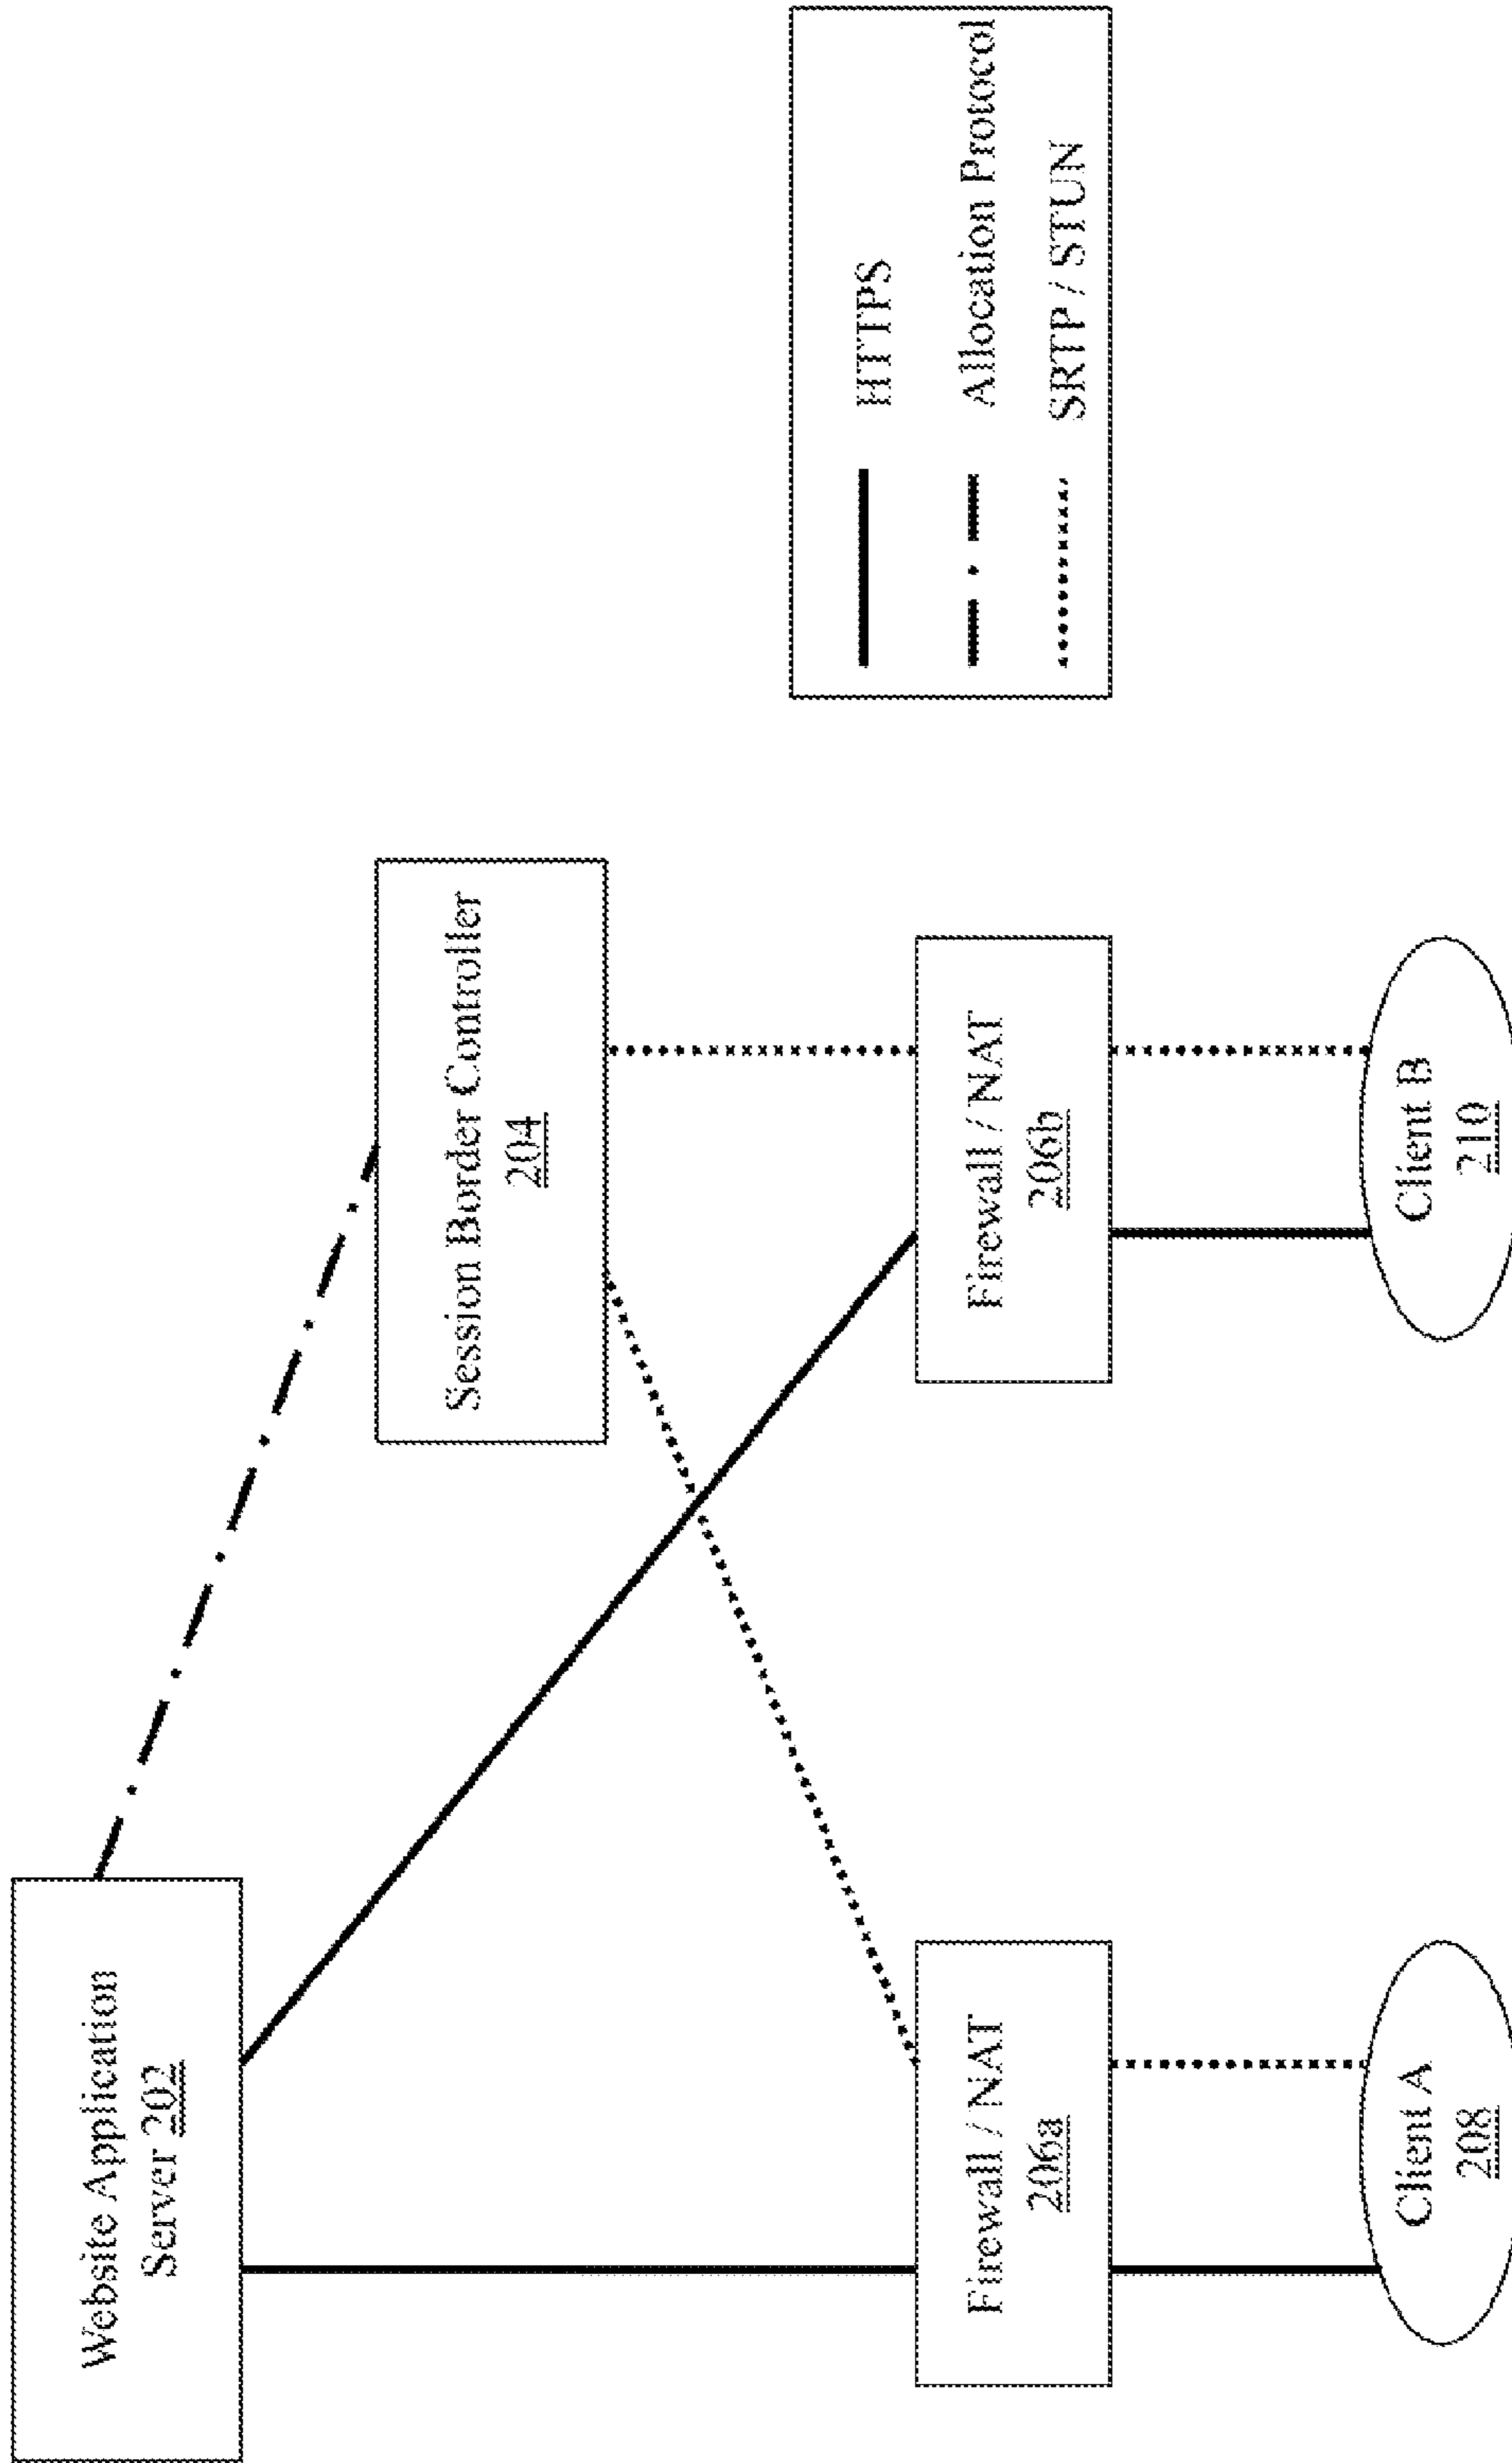 Website Application
Server 202
Session Border Controller
204
Firewall / NAT
206a
Firewall / NAT
206b
Client A
208
Client B
210
HTTPS
Allocation Protocol
SRTP / STUN